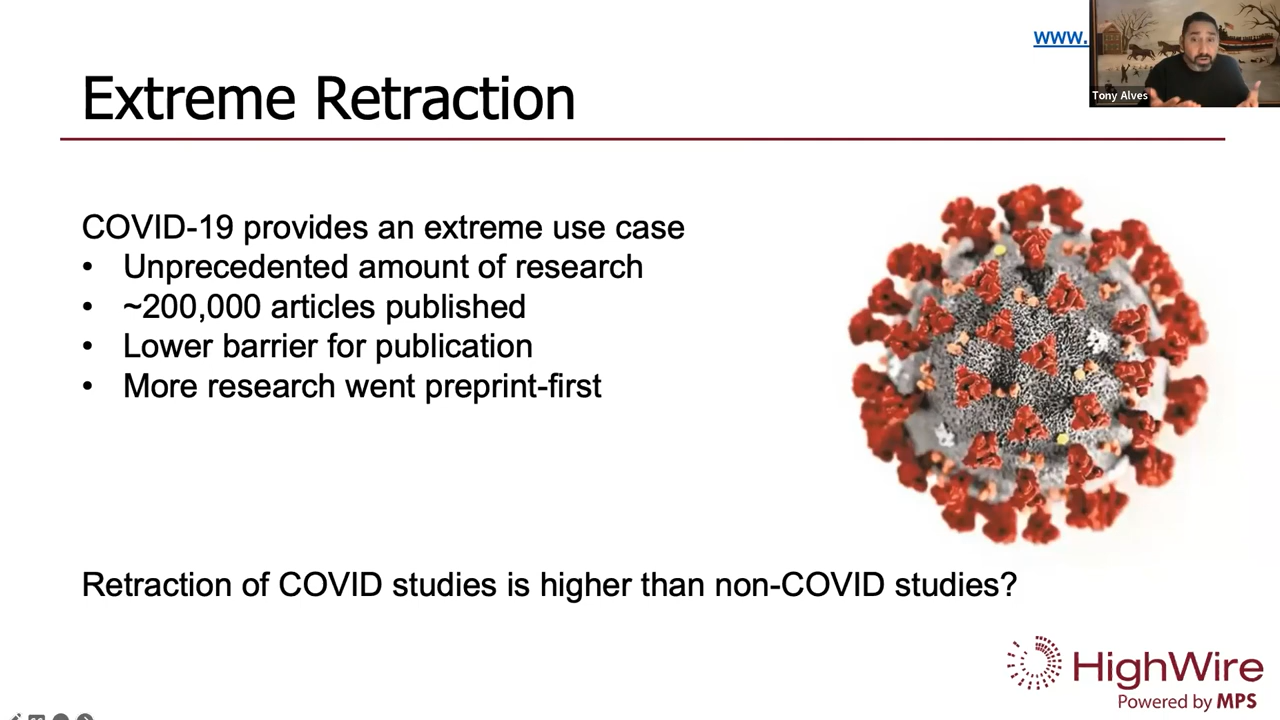 www.
Tony Alves
Extreme Retraction
COVID-19 provides an extreme use case
• Unprecedented amount of research
• ~200,000 articles published
• Lower barrier for publication
• More research went preprint-first
Retraction of COVID studies is higher than non-COVID studies?
HighWire
Powered by MPS